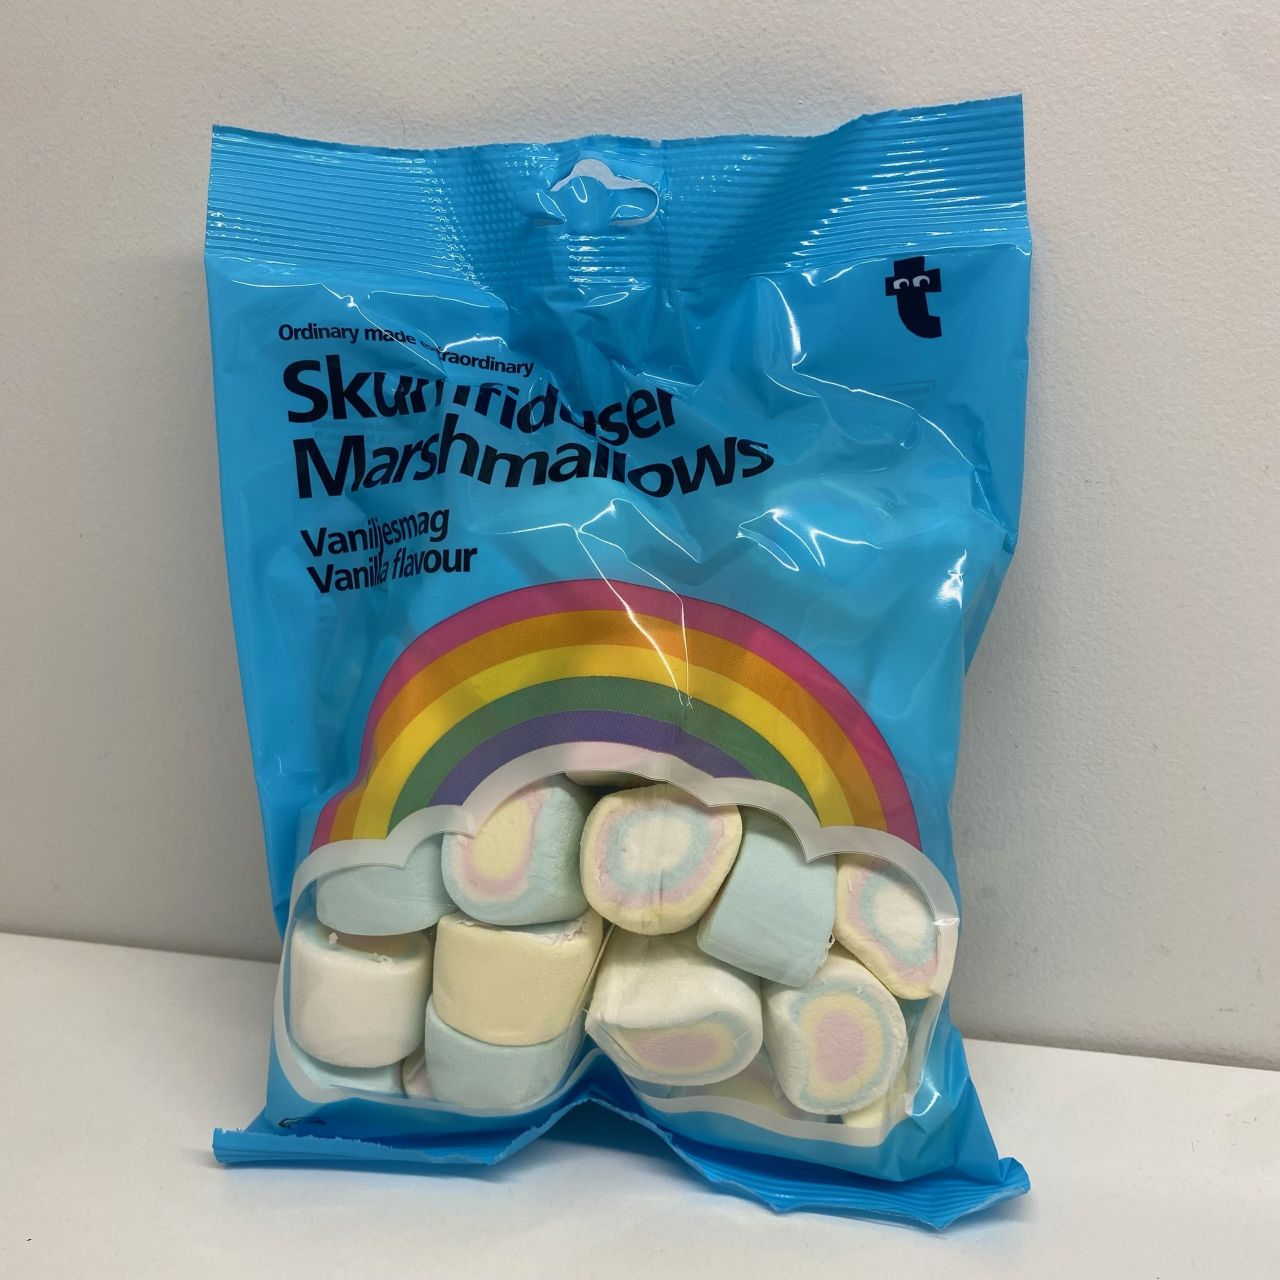 t
Ordinary made extraordinary
Skumfiduser
Marshmallows
Vaniljesmag
Vanilla flavour